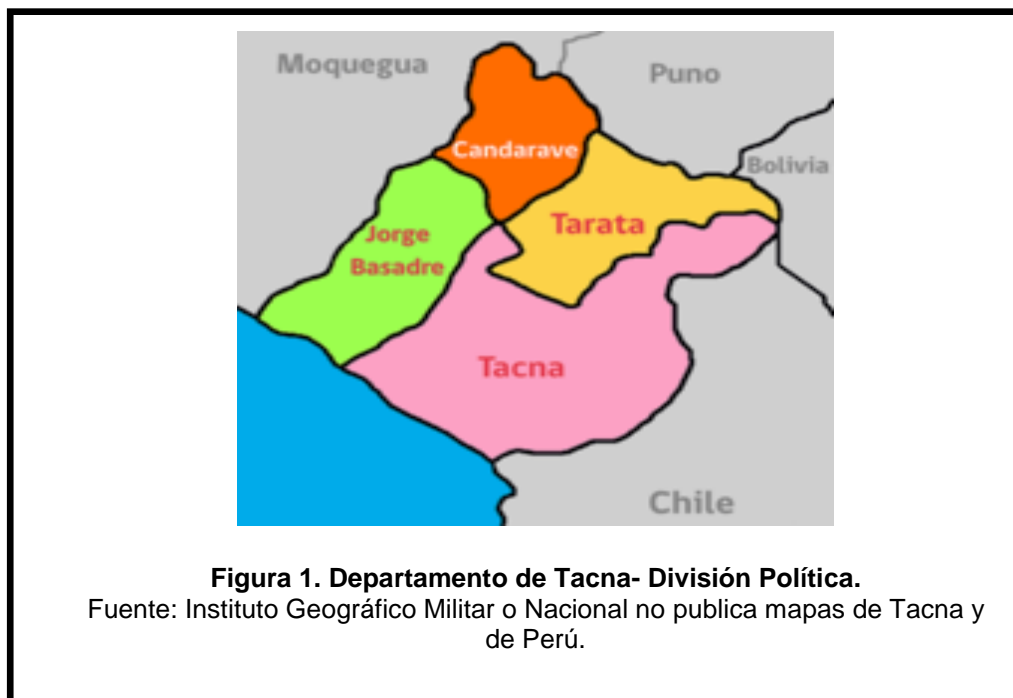 Moquegua
Puno
Candarave
Bolivia
Tarata
Jorge
Basadre
Tacna
Chile
Figura 1. Departamento de Tacna- División Política.
Fuente: Instituto Geográfico Militar o Nacional no publica mapas de Tacna y
de Perú.